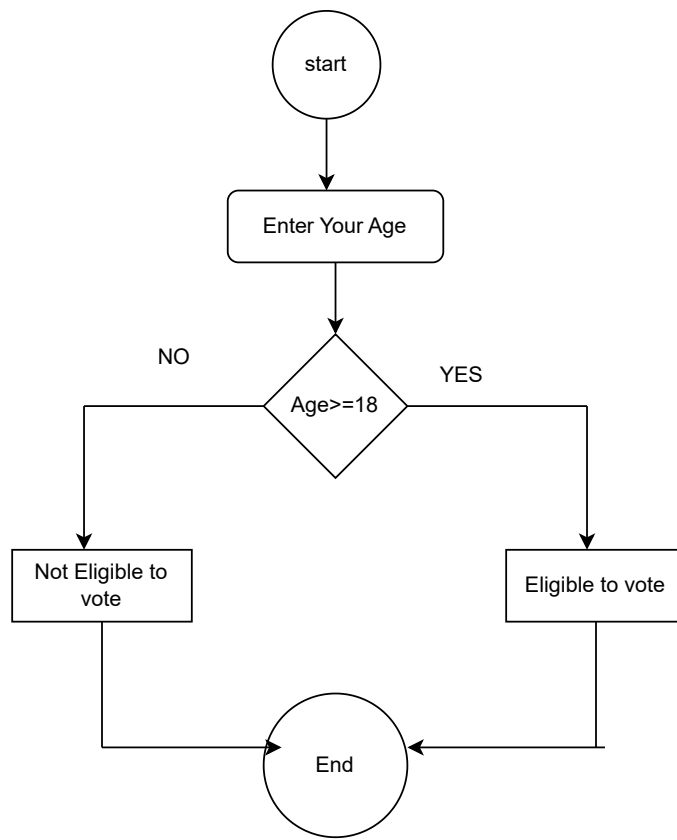 start
Enter Your Age
NO
YES
Age>=18
Not Eligible to
vote
Eligible to vote
End